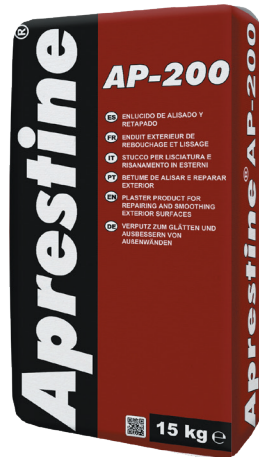 Aprestine®
AP-200
ES ENLUCIDO DE ALISADO Y
RETAPADO
FR ENDUIT EXTERIEUR DE
REBOUCHAGE ET LISSAGE
IT STUCCO PER LISCIATURA E
RISANAMENTO IN ESTERNI
PT BETUME DE ALISAR E REPARAR
EXTERIOR
EN PLASTER PRODUCT FOR
REPAIRING AND SMOOTHING
EXTERIOR SURFACES
DE VERPUTZ ZUM GLÄTTEN UND
AUSBESSERN VON
AUßENWÄNDEN
15 kg ℮
Aprestine® AP-200